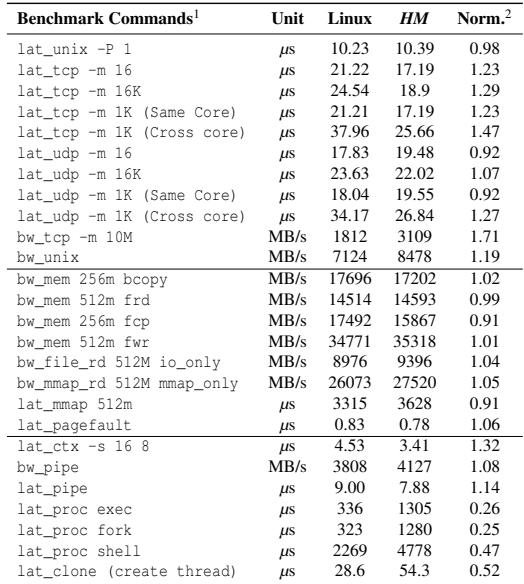 Benchmark Commands1 Unit Linux HM Norm.2
lat_unix -P 1 μs 10.23 10.39 0.98
lat_tcp -m 16 μs 21.22 17.19 1.23
lat_tcp -m 16K μs 24.54 18.9 1.29
lat_tcp -m 1K (Same Core) μs 21.21 17.19 1.23
lat_tcp -m 1K (Cross core) μs 37.96 25.66 1.47
lat_udp -m 16 μs 17.83 19.48 0.92
lat_udp -m 16K μs 23.63 22.02 1.07
lat_udp -m 1K (Same Core) μs 18.04 19.55 0.92
lat_udp -m 1K (Cross core) μs 34.17 26.84 1.27
bw_tcp -m 10M MB/s 1812 3109 1.71
bw_unix MB/s 7124 8478 1.19
bw_mem 256m bcopy MB/s 17696 17202 1.02
bw_mem 512m frd MB/s 14514 14593 0.99
bw_mem 256m fcp MB/s 17492 15867 0.91
bw_mem 512m fwr MB/s 34771 35318 1.01
bw_file_rd 512M io_only MB/s 8976 9396 1.04
bw_mmap_rd 512M mmap_only MB/s 26073 27520 1.05
lat_mmap 512m μs 3315 3628 0.91
lat_pagefault μs 0.83 0.78 1.06
lat_ctx -s 16 8 μs 4.53 3.41 1.32
bw_pipe MB/s 3808 4127 1.08
lat_pipe μs 9.00 7.88 1.14
lat_proc exec μs 336 1305 0.26
lat_proc fork μs 323 1280 0.25
lat_proc shell μs 2269 4778 0.47
lat_clone (create thread) μs 28.6 54.3 0.52